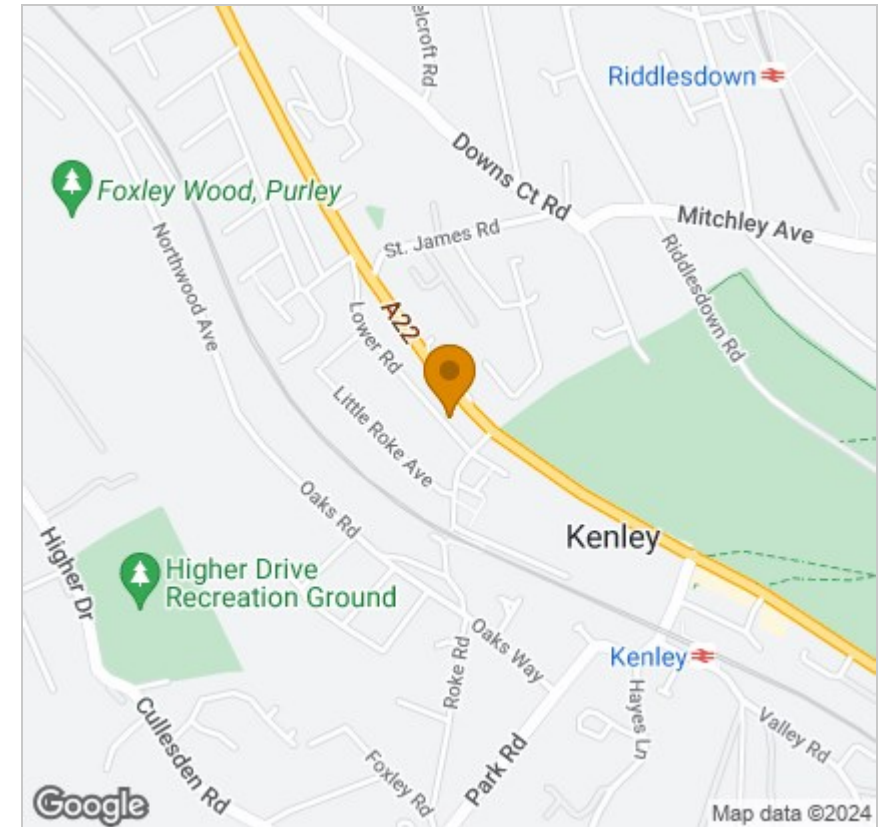 elcroft Rd
Riddlesdown
Downs Ct Rd
Foxley Wood, Purley
Mitchley Ave
St. James Rd
Northwood Ave
Riddlesdown Rd
A22
Lower Rd
Little Roke Ave
Oaks Rd
Kenley
Higher Dr
Higher Drive
Recreation Ground
Oaks Way
Roke Rd
Kenley
Hayes Ln
Cullesden Rd
Valley Rd
Foxley Rd
Park Rd
Google
Map data ©2024